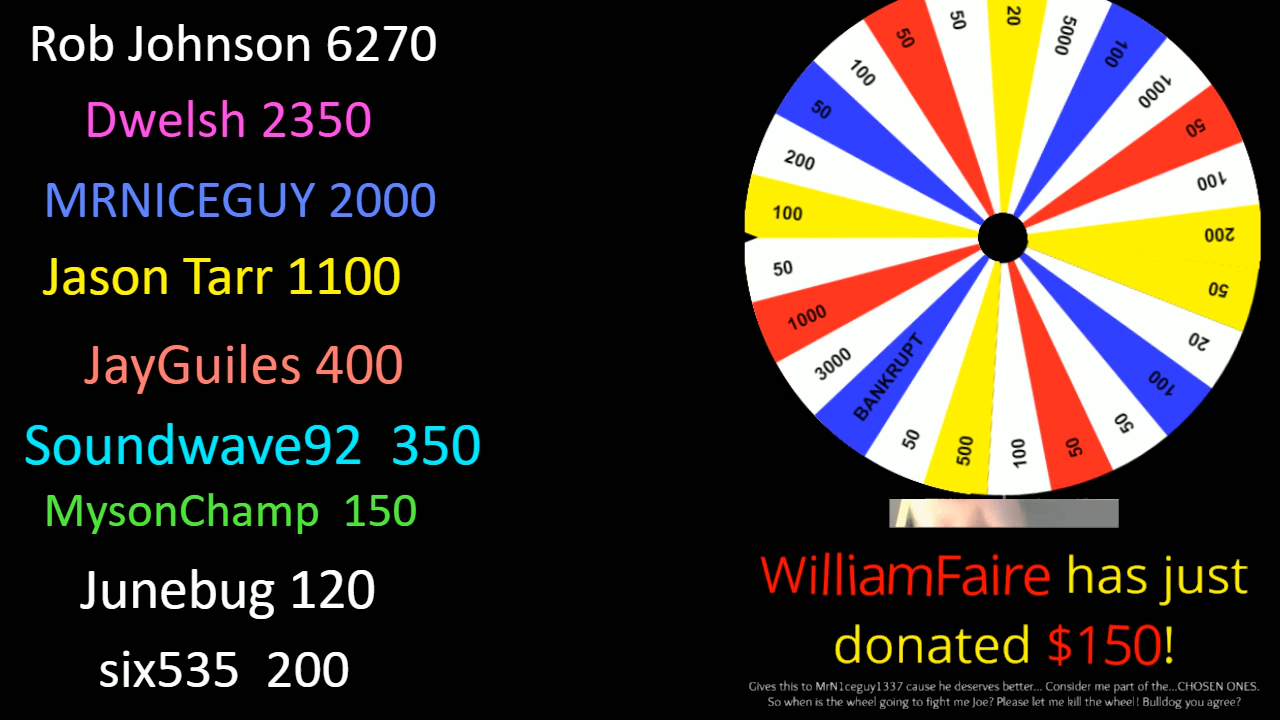 Rob Johnson 6270
Dwelsh 2350
MRNICEGUY 2000
Jason Tarr 1100
JayGuiles 400
Soundwave92 350
MysonChamp 150
Junebug 120
six535 200
20
5000
100
1000
50
100
200
50
20
100
50
50
100
500
50
BANKRUPT
3000
1000
50
100
200
50
100
50
50
WilliamFaire has just
donated $150!
Gives this to MrN1ceguy1337 cause he deserves better... Consider me part of the...CHOSEN ONES.
So when is the wheel going to fight me Joe? Please let me kill the wheel! Bulldog you agree?